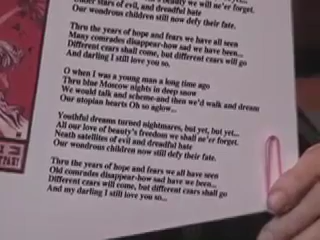 Under stars of evil, and dreadful hate
Our wondrous children still now defy their fate.
Thru the years of hope and fears we have all seen
Many comrades disappear-how sad we have been...
Different czars shall come, but different czars will go
And darling I still love you so.
O when I was a young man a long time ago
Thru blue Moscow nights in deep snow
We would talk and scheme-and then we'd walk and dream
Our utopian hearts Oh so aglow...
Youthful dreams turned nightmares, but yet, but yet...
All our love of beauty's freedom we shall ne'er forget.
Neath satellites of evil and dreadful hate
Our wondrous children still defy their fate.
Thru the years of hope and fears we have all seen
Old comrades disappear-how sad we have been...
Different czars will come, but different czars shall go
And my darling I still love you so...